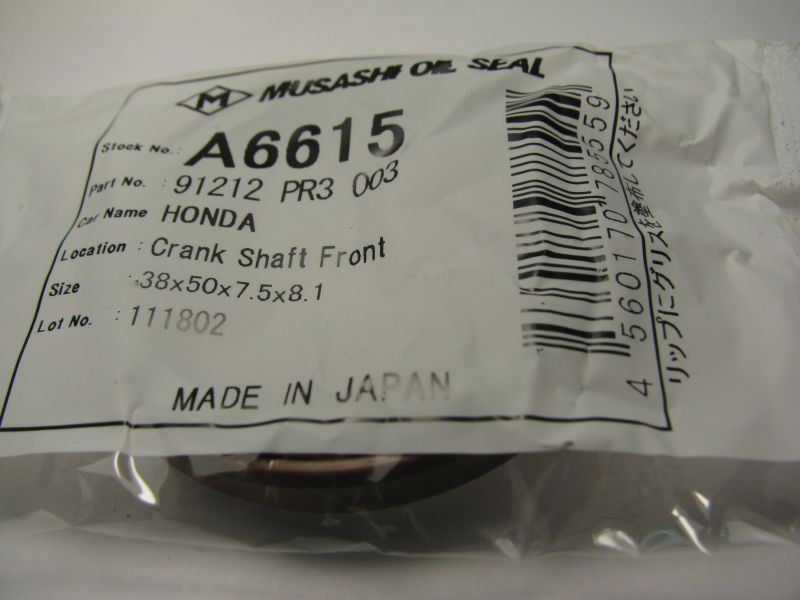 M MUSASHI OIL SEAL
Stock No. : A6615
Part No. : 91212 PR3 003
Car Name HONDA
Location : Crank Shaft Front
Size 38x50x7.5x8.1
Lot No. : 111802
MADE IN JAPAN
4 560170 785559
リップにグリスを塗布してください